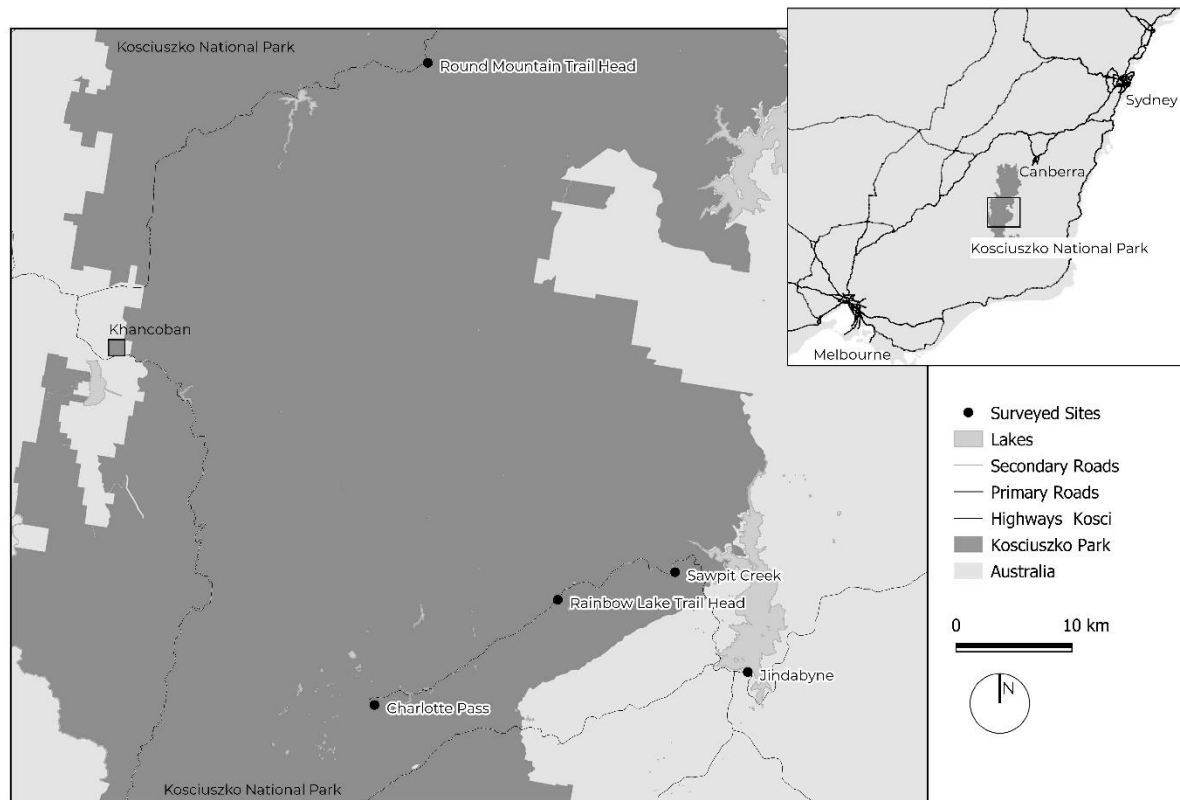 Kosciuszko National Park
Round Mountain Trail Head
Khancoban
Sawpit Creek
Rainbow Lake Trail Head
Jindabyne
Charlotte Pass
Kosciuszko National Park
Sydney
Canberra
Kosciuszko National Park
Melbourne
Surveyed Sites
Lakes
Secondary Roads
Primary Roads
Highways Kosci
Kosciuszko Park
Australia
0 10 km
N